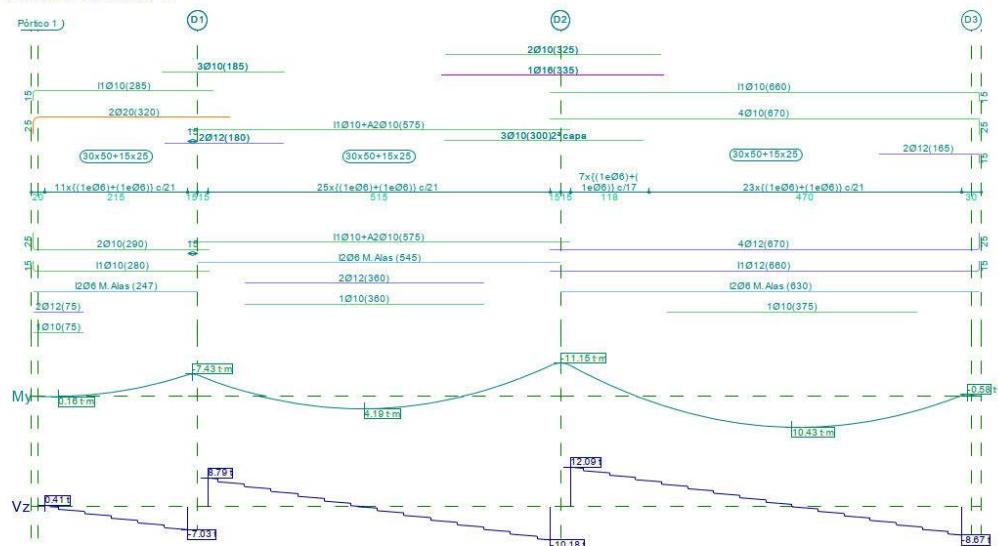 Pórtico 1
D1
D2
D3
2Ø10(325)
3Ø10(185)
1Ø16(335)
15
I1Ø10(285)
I1Ø10(660)
15
25
2Ø20(320)
4Ø10(670)
25
15
I1Ø10+A2Ø10(575)
2Ø12(180)
3Ø10(300)2ª capa
2Ø12(165)
15
30x50+15x25
30x50+15x25
30x50+15x25
11x{(1eØ6)+(1eØ6)} c/21
25x{(1eØ6)+(1eØ6)} c/21
7x{(1eØ6)+(
1eØ6)} c/17
23x{(1eØ6)+(1eØ6)} c/21
20
215
1515
515
1515
118
470
30
25
2Ø10(290)
15
I1Ø10+A2Ø10(575)
4Ø12(670)
25
15
I1Ø10(280)
I2Ø6 M.Alas (545)
I1Ø12(660)
15
I2Ø6 M.Alas (247)
2Ø12(360)
I2Ø6 M.Alas (630)
2Ø12(75)
1Ø10(360)
1Ø10(375)
1Ø10(75)
-11.15 t·m
-7.43 t·m
-0.58 t·m
My
0.16 t·m
4.19 t·m
10.43 t·m
12.09 t
8.79 t
0.41 t
Vz
-7.03 t
-10.18 t
-8.67 t